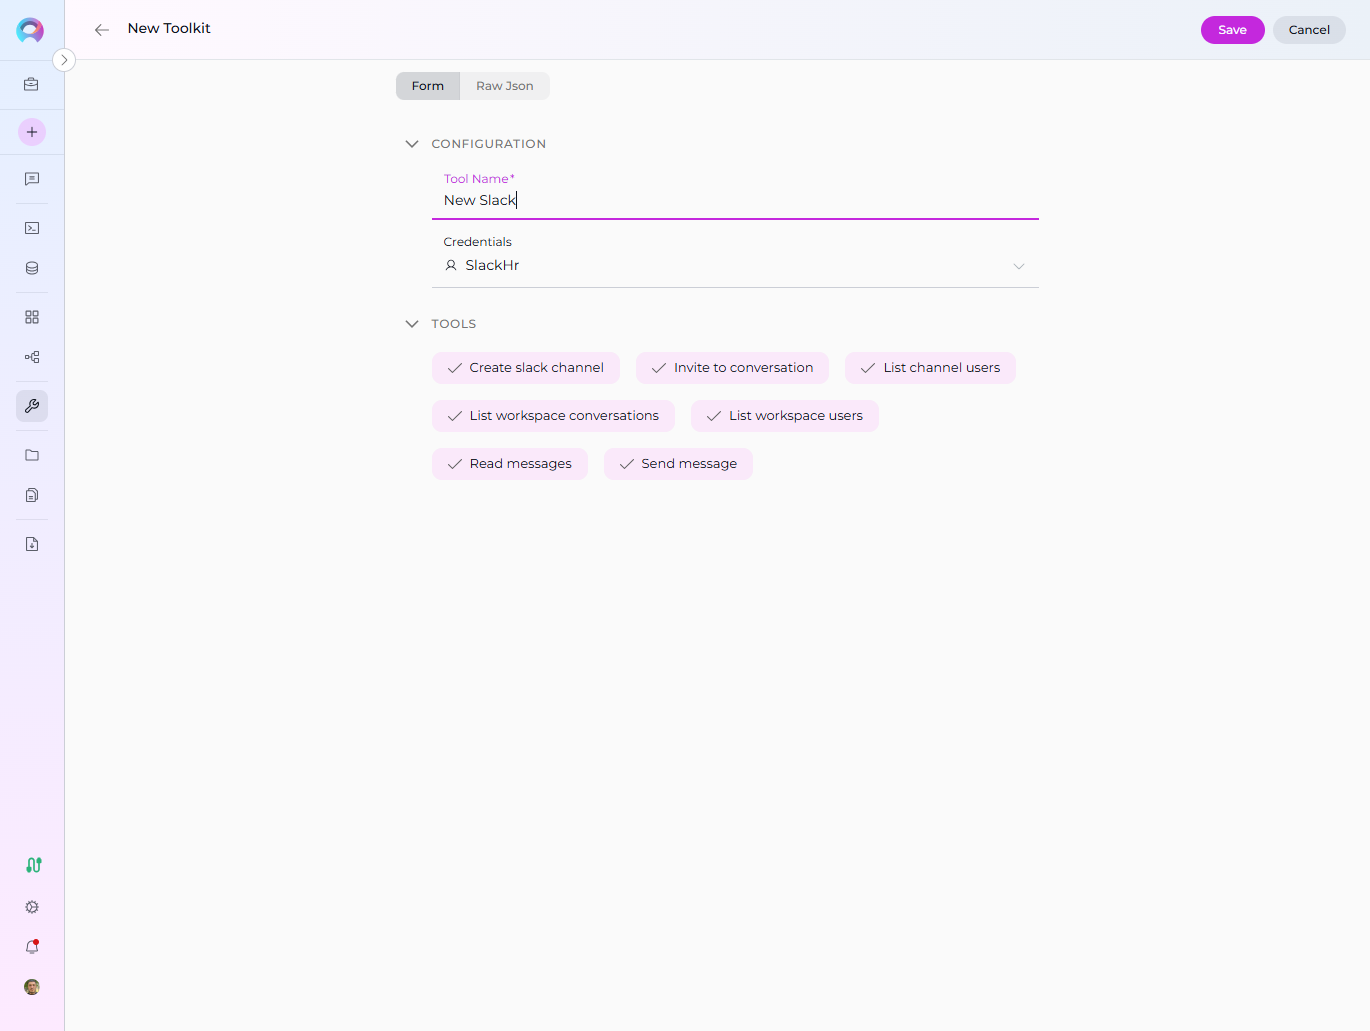 New Toolkit
Save
Cancel
Form
Raw Json
CONFIGURATION
Tool Name*
New Slack
Credentials
SlackHr
TOOLS
Create slack channel
Invite to conversation
List channel users
List workspace conversations
List workspace users
Read messages
Send message